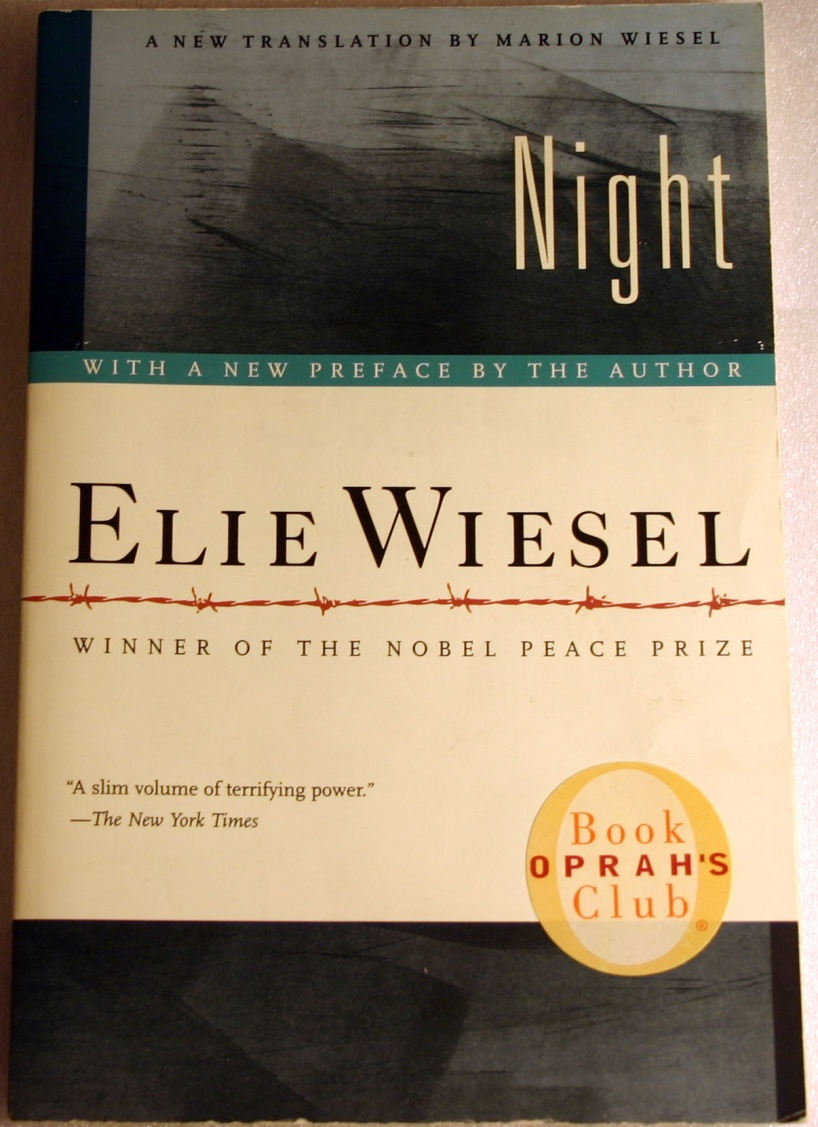 A NEW TRANSLATION BY MARION WIESEL
Night
WITH A NEW PREFACE BY THE AUTHOR
ELIE WIESEL
WINNER OF THE NOBEL PEACE PRIZE
“A slim volume of terrifying power.”
—The New York Times
Book
OPRAH'S
Club®